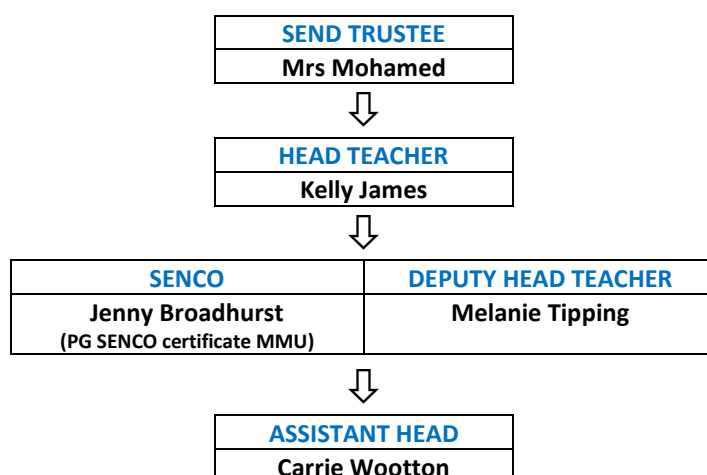 SEND TRUSTEE
Mrs Mohamed
HEAD TEACHER
Kelly James
SENCO
DEPUTY HEAD TEACHER
Jenny Broadhurst
(PG SENCO certificate MMU)
Melanie Tipping
ASSISTANT HEAD
Carrie Wootton